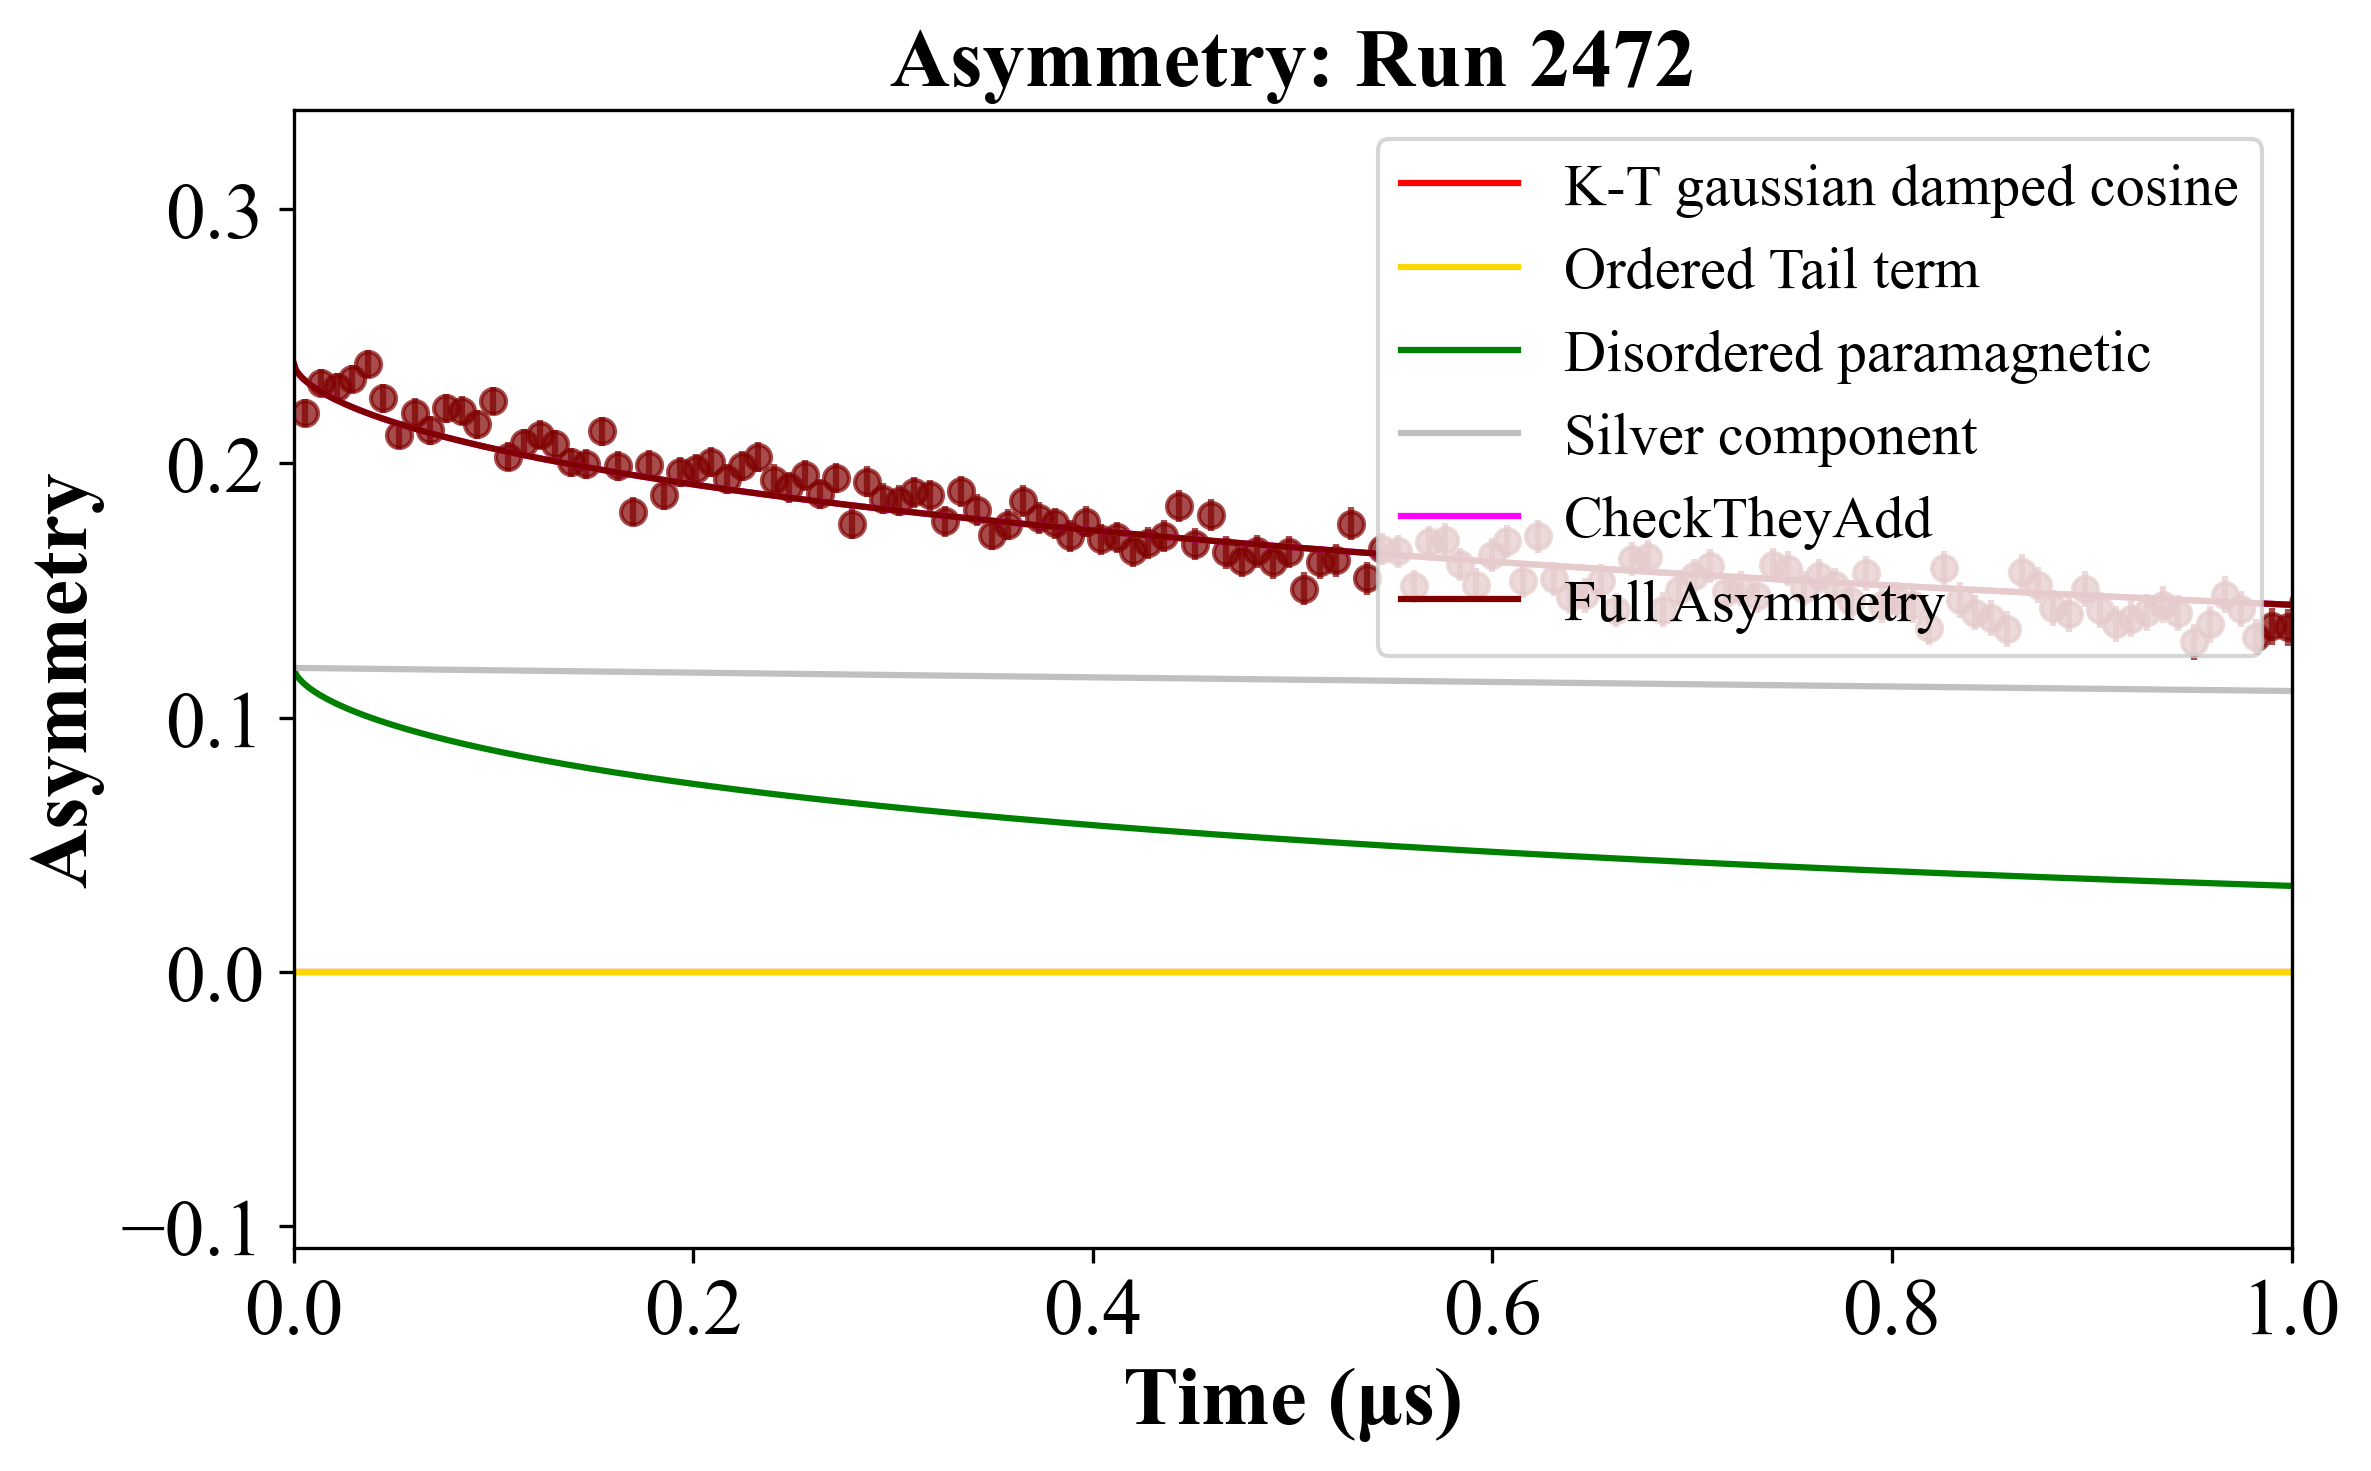 Asymmetry: Run 2472
K-T gaussian damped cosine
Ordered Tail term
Disordered paramagnetic
Silver component
CheckTheyAdd
Full Asymmetry
Asymmetry
0.3
0.2
0.1
0.0
−0.1
0.0 0.2 0.4 0.6 0.8 1.0
Time (μs)